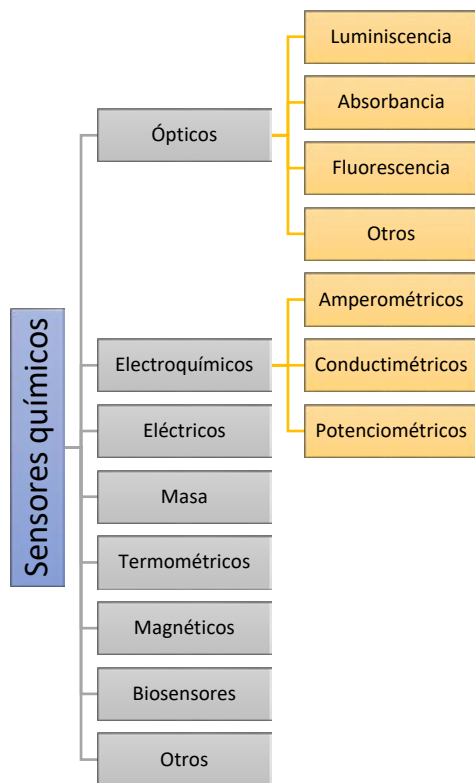 Sensores químicos
Ópticos
Luminiscencia
Absorbancia
Fluorescencia
Otros
Electroquímicos
Amperométricos
Conductimétricos
Potenciométricos
Eléctricos
Masa
Termométricos
Magnéticos
Biosensores
Otros